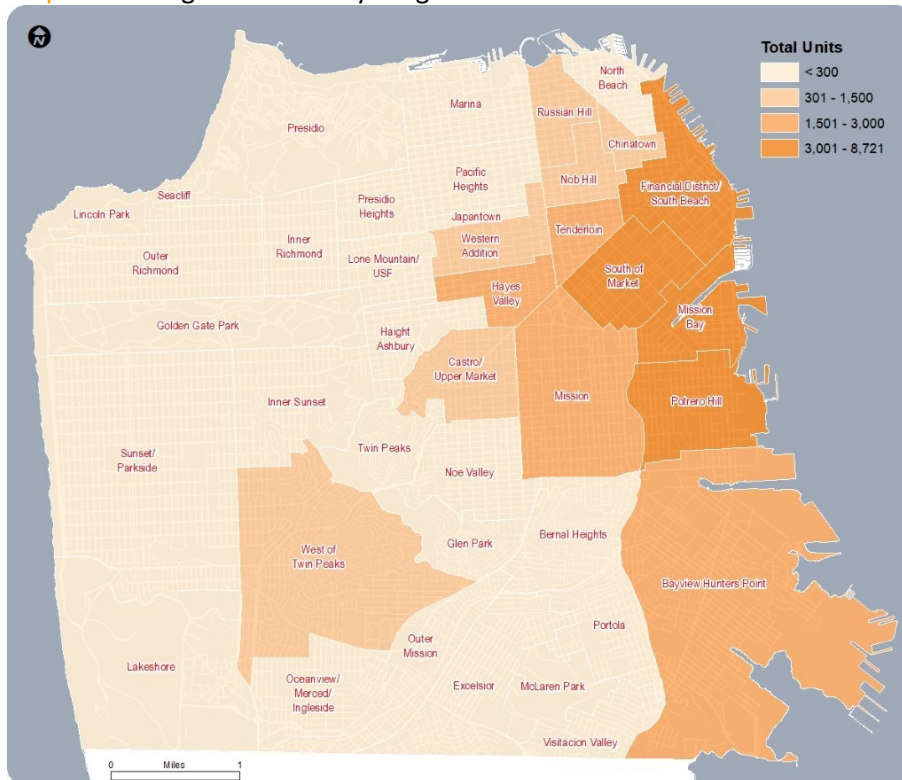 N
Total Units
< 300
301 - 1,500
1,501 - 3,000
3,001 - 8,721
North
Beach
Marina
Russian Hill
Presidio
Chinatown
Pacific
Heights
Nob Hill
Seacliff
Presidio
Heights
Financial District/
South Beach
Lincoln Park
Japantown
Tenderloin
Western
Addition
Inner
Richmond
Outer
Richmond
Lone Mountain/
USF
South of
Market
Hayes
Valley
Mission
Bay
Golden Gate Park
Haight
Ashbury
Castro/
Upper Market
Mission
Potrero Hill
Inner Sunset
Twin Peaks
Sunset/
Parkside
Noe Valley
Bernal Heights
Glen Park
West of
Twin Peaks
Bayview Hunters Point
Portola
Outer
Mission
Lakeshore
Oceanview/
Merced/
Ingleside
Excelsior
McLaren Park
Visitacion Valley
0 Miles 1